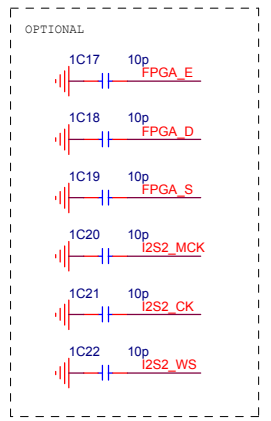 OPTIONAL
1C17 10p
FPGA_E
1C18 10p
FPGA_D
1C19 10p
FPGA_S
1C20 10p
I2S2_MCK
1C21 10p
I2S2_CK
1C22 10p
I2S2_WS